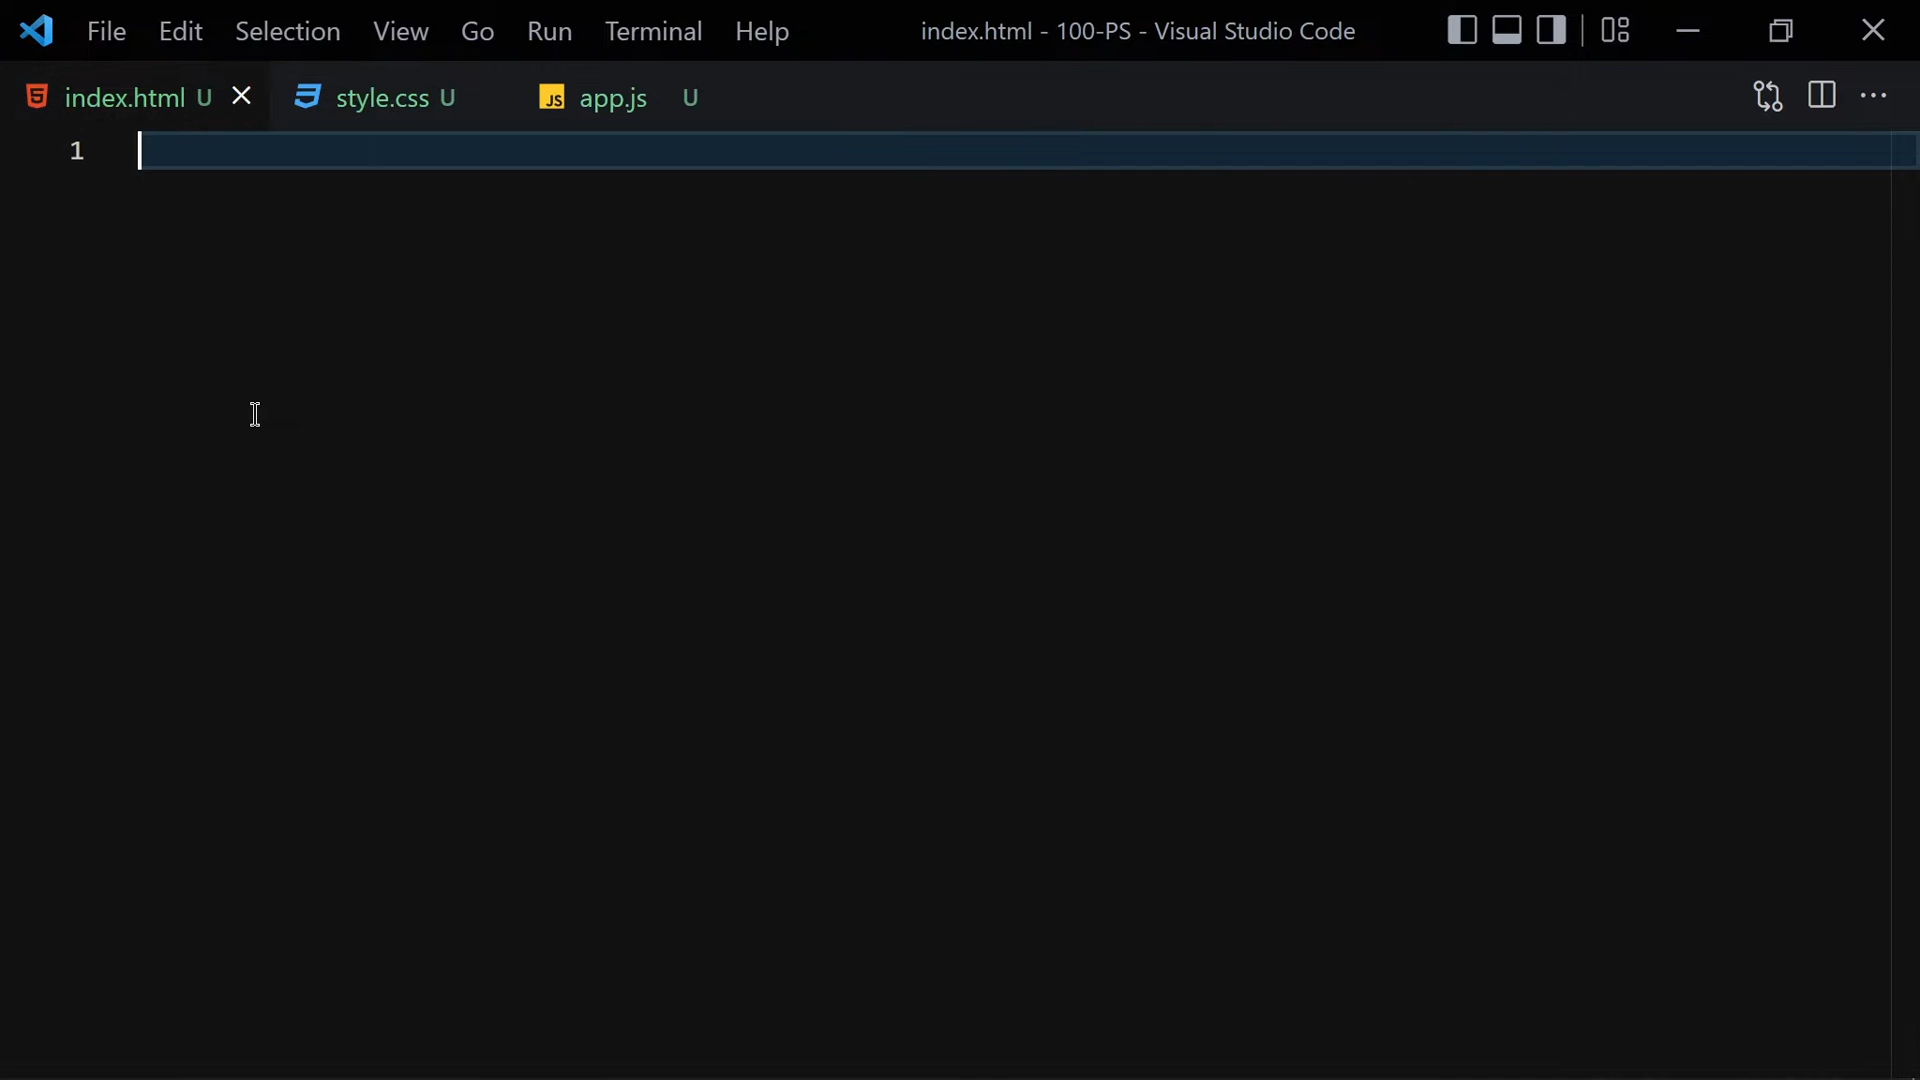 File Edit Selection View Go Run Terminal Help index.html - 100-PS - Visual Studio Code
index.html U style.css U JS app.js U
1